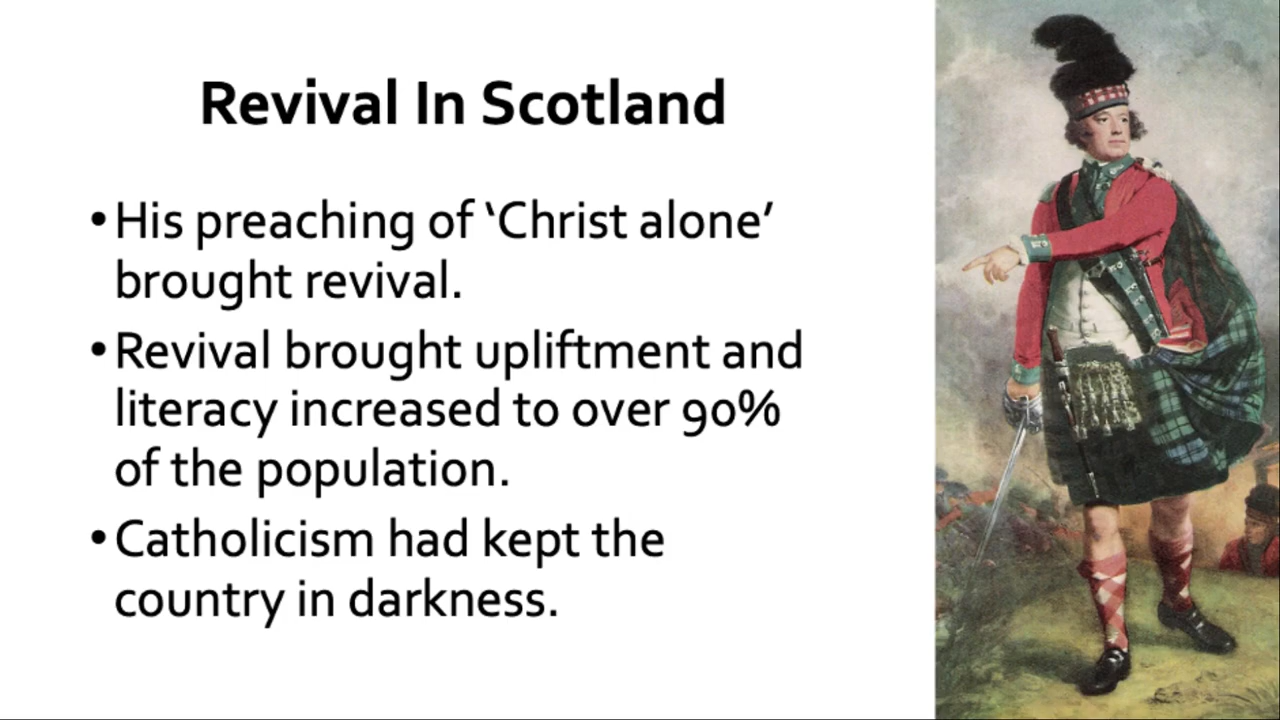 Revival In Scotland
• His preaching of ‘Christ alone’
brought revival.
• Revival brought upliftment and
literacy increased to over 90%
of the population.
• Catholicism had kept the
country in darkness.